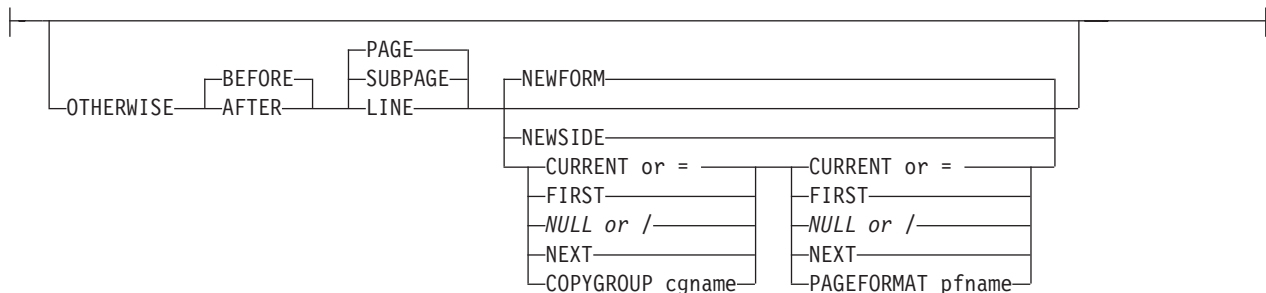 PAGE
BEFORE SUBPAGE NEWFORM
OTHERWISE AFTER LINE
NEWSIDE
CURRENT or = CURRENT or =
FIRST FIRST
NULL or / NULL or /
NEXT NEXT
COPYGROUP cgname PAGEFORMAT pfname